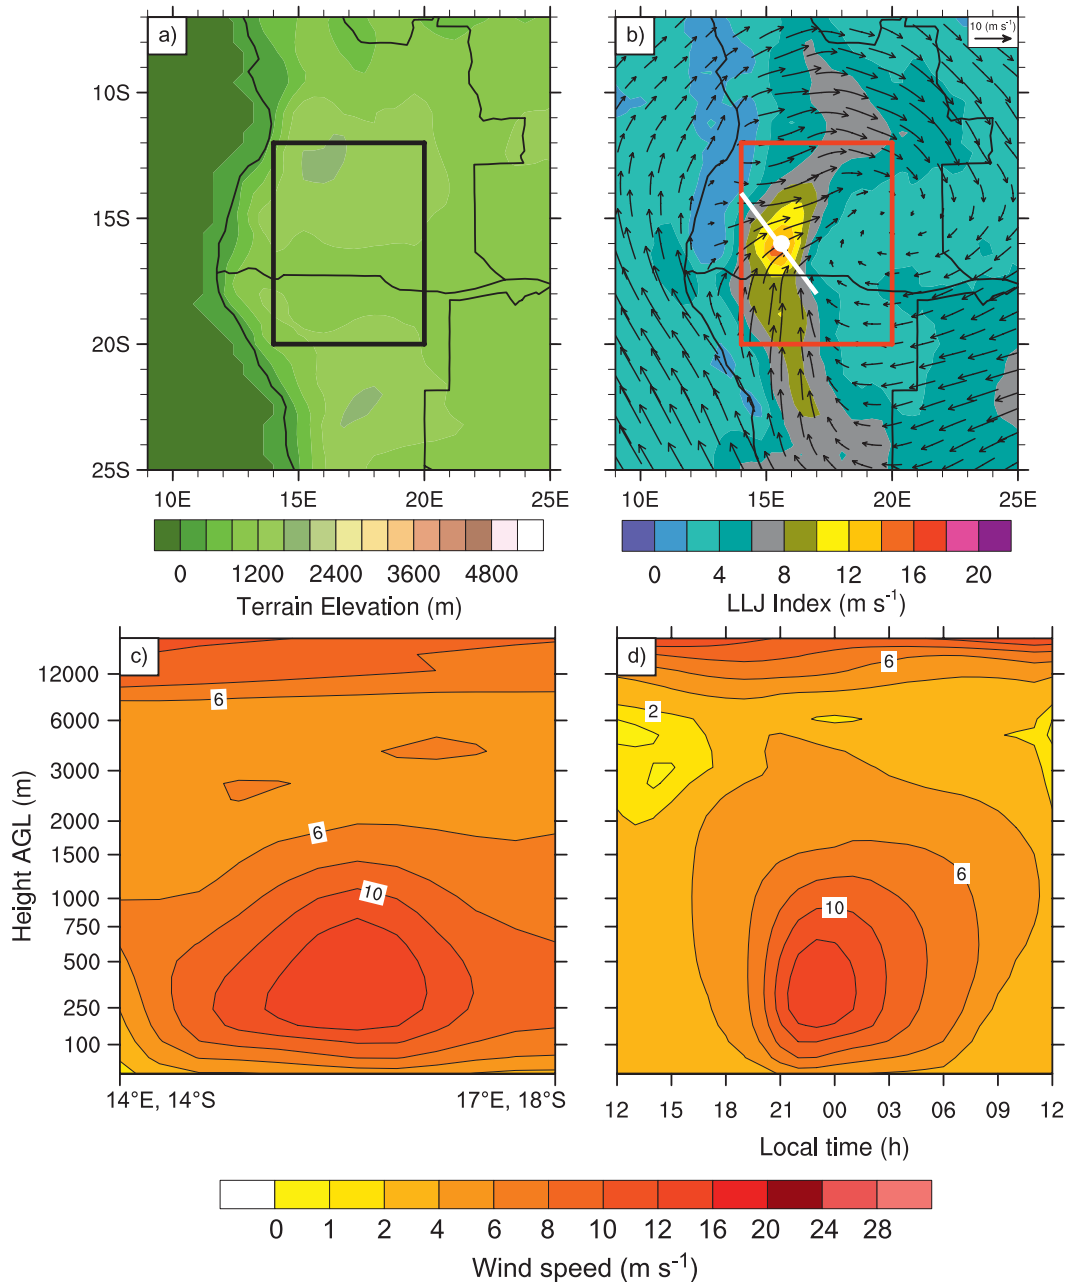 a)
10S
15S
20S
25S
10E 15E 20E 25E
0 1200 2400 3600 4800
Terrain Elevation (m)
b)
10 (m s⁻¹)
10S
15S
20S
25S
10E 15E 20E 25E
0 4 8 12 16 20
LLJ Index (m s⁻¹)
c)
Height AGL (m)
12000
6000
3000
2000
1500
1000
750
500
250
100
6
6
10
14°E, 14°S 17°E, 18°S
d)
6
2
6
10
12 15 18 21 00 03 06 09 12
Local time (h)
0 1 2 4 6 8 10 12 16 20 24 28
Wind speed (m s⁻¹)